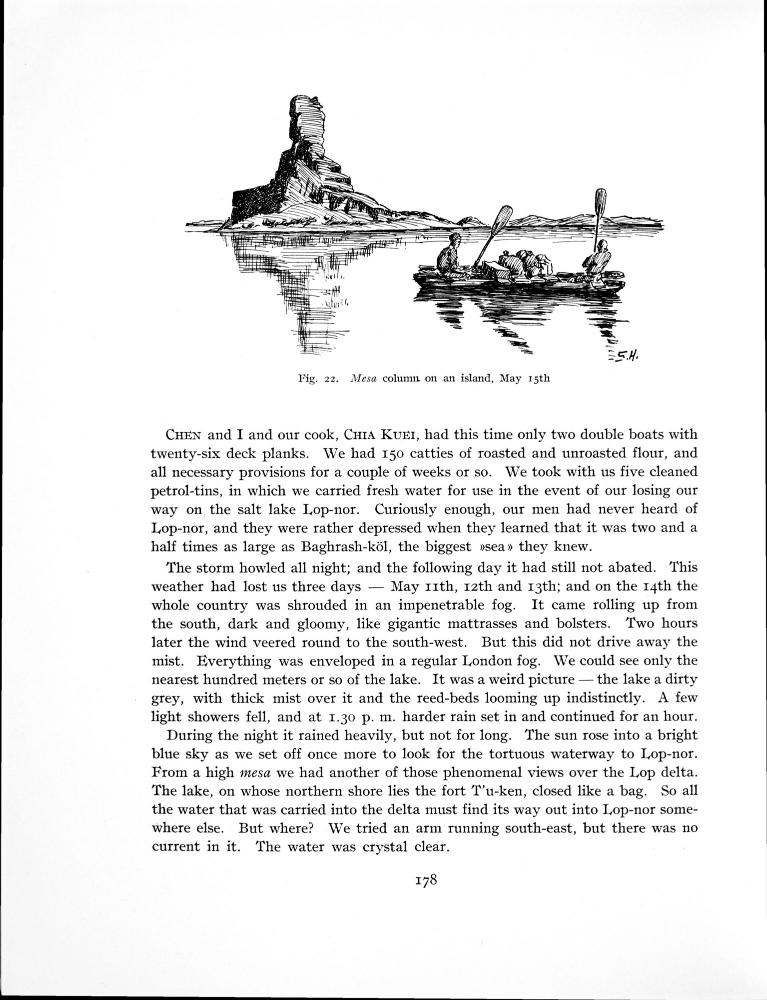 S.H.
Fig. 22. Mesa column on an island, May 15th
CHEN and I and our cook, CHIA KUEI, had this time only two double boats with
twenty-six deck planks. We had 150 catties of roasted and unroasted flour, and
all necessary provisions for a couple of weeks or so. We took with us five cleaned
petrol-tins, in which we carried fresh water for use in the event of our losing our
way on the salt lake Lop-nor. Curiously enough, our men had never heard of
Lop-nor, and they were rather depressed when they learned that it was two and a
half times as large as Baghrash-köl, the biggest »sea» they knew.
The storm howled all night; and the following day it had still not abated. This
weather had lost us three days — May 11th, 12th and 13th; and on the 14th the
whole country was shrouded in an impenetrable fog. It came rolling up from
the south, dark and gloomy, like gigantic mattrasses and bolsters. Two hours
later the wind veered round to the south-west. But this did not drive away the
mist. Everything was enveloped in a regular London fog. We could see only the
nearest hundred meters or so of the lake. It was a weird picture — the lake a dirty
grey, with thick mist over it and the reed-beds looming up indistinctly. A few
light showers fell, and at 1.30 p. m. harder rain set in and continued for an hour.
During the night it rained heavily, but not for long. The sun rose into a bright
blue sky as we set off once more to look for the tortuous waterway to Lop-nor.
From a high mesa we had another of those phenomenal views over the Lop delta.
The lake, on whose northern shore lies the fort T'u-ken, closed like a bag. So all
the water that was carried into the delta must find its way out into Lop-nor some-
where else. But where? We tried an arm running south-east, but there was no
current in it. The water was crystal clear.
178